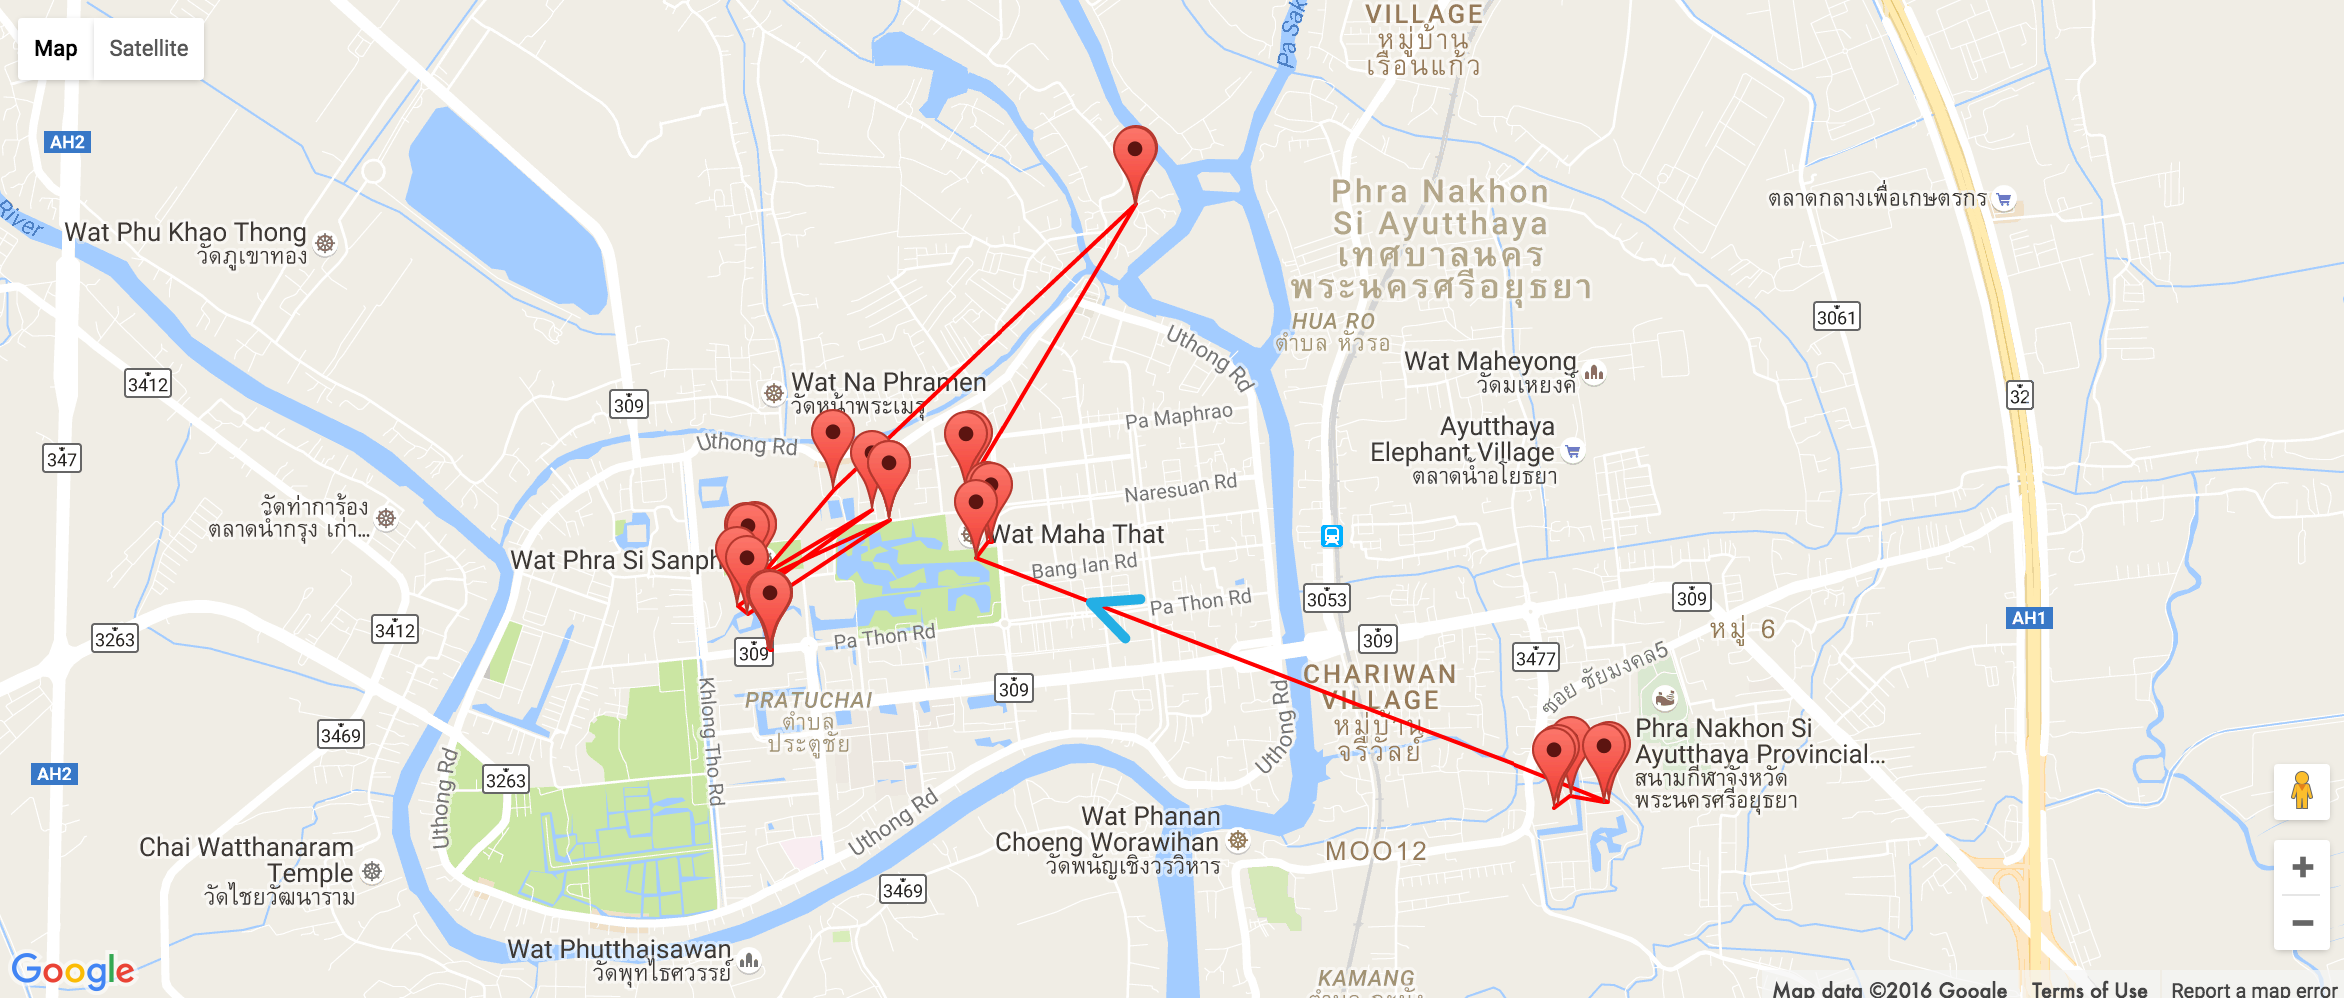 Map
Satellite
VILLAGE
หมู่บ้าน
เรือนแก้ว
AH2
River
Wat Phu Khao Thong
วัดภูเขาทอง
Phra Nakhon
Si Ayutthaya
เทศบาลนคร
พระนครศรีอยุธยา
HUA RO
ตำบล หัวรอ
ตลาดกลางเพื่อเกษตรกร
3061
Uthong Rd
Wat Maheyong
วัดมเหยงค์
3412
309
Wat Na Phramen
วัดหน้าพระเมรุ
32
Pa Maphrao
Uthong Rd
Ayutthaya
Elephant Village
ตลาดน้ำอโยธยา
347
Naresuan Rd
วัดท่าการ้อง
ตลาดน้ำกรุง เก่า...
Wat Maha That
Wat Phra Si Sanph
Bang Ian Rd
Pa Thon Rd
3053
309
AH1
3263
3412
309
Pa Thon Rd
309
3477
หมู่ 6
ซอย ชัยมงคล5
CHARIWAN
VILLAGE
หมู่บ้าน
จริวัลย์
309
PRATUCHAI
ตำบล
ประตูชัย
Khlong Tho Rd
Uthong Rd
3469
Phra Nakhon Si
Ayutthaya Provincial...
สนามกีฬาจังหวัด
พระนครศรีอยุธยา
AH2
3263
Uthong Rd
Uthong Rd
Wat Phanan
Choeng Worawihan
วัดพนัญเชิงวรวิหาร
MOO12
Chai Watthanaram
Temple
วัดไชยวัฒนาราม
3469
Wat Phutthaisawan
วัดพุทไธศวรรย์
KAMANG
Google
Map data ©2016 Google
Terms of Use
Report a map error